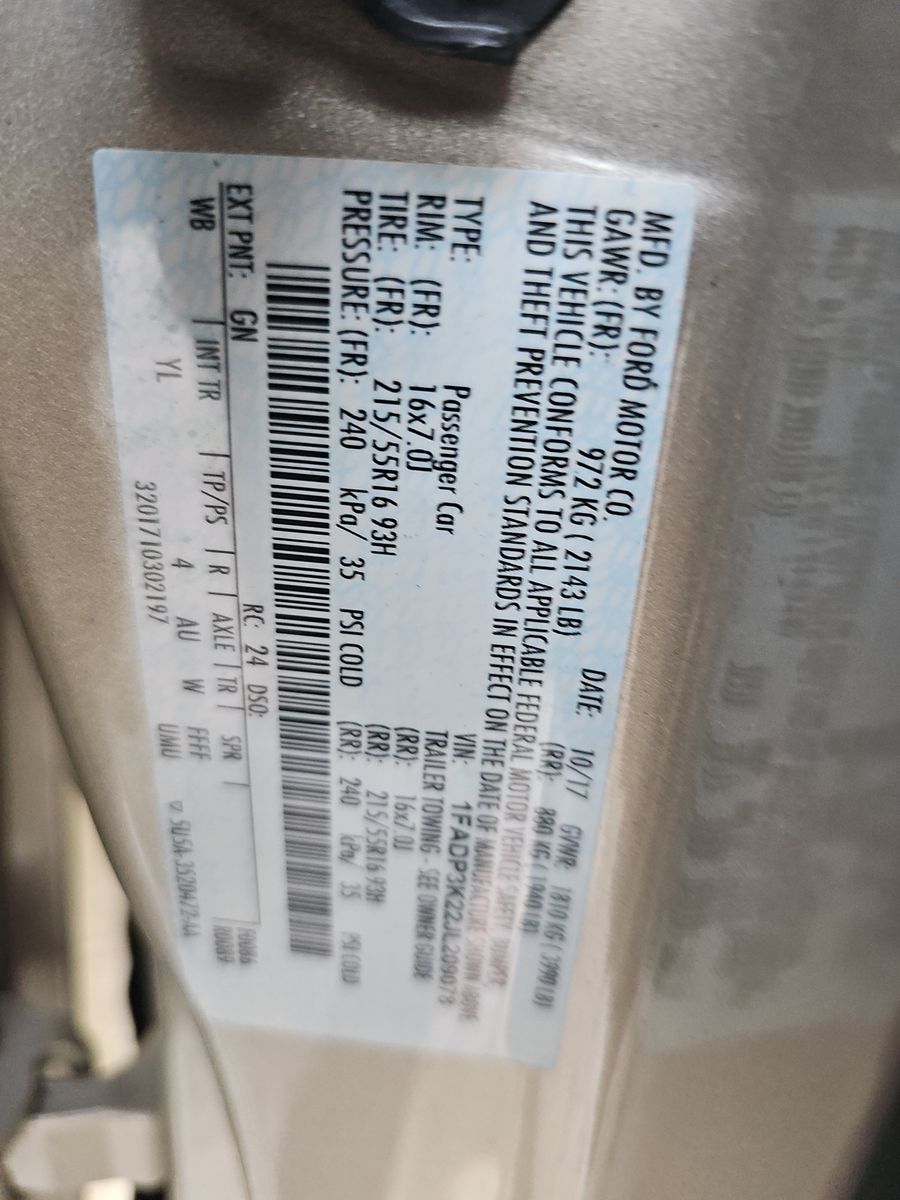 MFD. BY FORD MOTOR CO.
DATE: 10/17 GVWR: 1810 KG ( 3990 LB)
GAWR: (FR): 972 KG ( 2143 LB) (RR): 880 KG ( 1940 LB)
THIS VEHICLE CONFORMS TO ALL APPLICABLE FEDERAL MOTOR VEHICLE SAFETY, BUMPER
AND THEFT PREVENTION STANDARDS IN EFFECT ON THE DATE OF MANUFACTURE SHOWN ABOVE
VIN: 1FADP3K22JL209078
TYPE: Passenger Car TRAILER TOWING - SEE OWNER GUIDE
RIM: (FR): 16x7.0J (RR): 16x7.0J
TIRE: (FR): 215/55R16 93H (RR): 215/55R16 93H
PRESSURE: (FR): 240 kPa/ 35 PSI COLD (RR): 240 kPa/ 35 PSI COLD
RC: 24 DSO:
EXT PNT: GN
WB INT TR TP/PS R AXLE TR SPR
YL 4 AU W FFFF
3201710302197 UMU